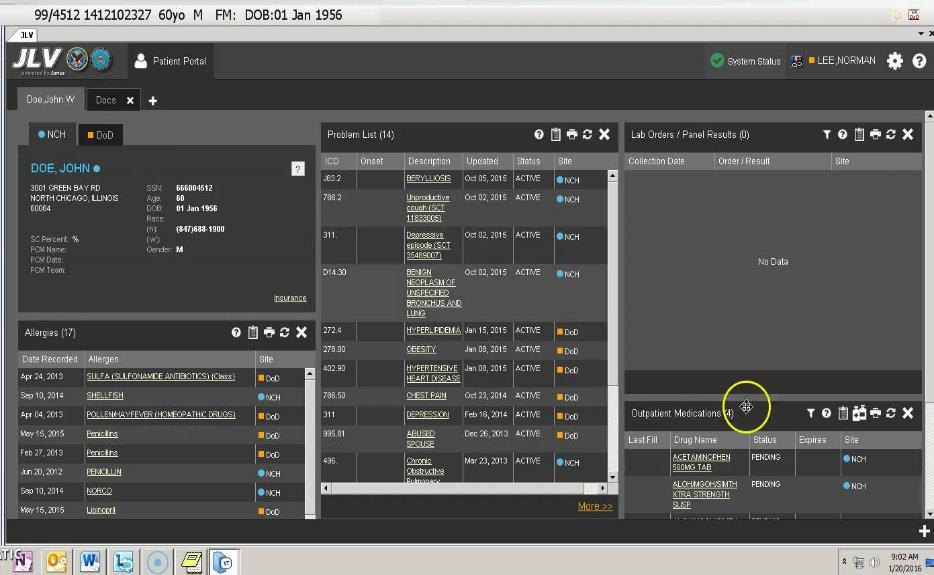 99/4512 1412102327 60yo M FM: DOB:01 Jan 1956
JLV
JLV
powered by Janus
Patient Portal
System Status
LEE,NORMAN
Doe,John W
Docs
NCH
DoD
DOE, JOHN
3001 GREEN BAY RD
NORTH CHICAGO, ILLINOIS
60064
SSN: 666004512
Age: 60
DOB: 01 Jan 1956
Race:
(h): (847)688-1900
(w):
Gender: M
SC Percent: %
PCM Name:
PCM Date:
PCM Team:
Insurance
Allergies (17)
Date Recorded Allergen Site
Apr 24, 2013 SULFA (SULFONAMIDE ANTIBIOTICS) {Class} DoD
Sep 10, 2014 SHELLFISH NCH
Apr 04, 2013 POLLEN/HAYFEVER (HOMEOPATHIC DRUGS) DoD
May 15, 2015 Penicillins DoD
Feb 27, 2013 Penicillins DoD
Jun 20, 2012 PENICILLIN NCH
Sep 10, 2014 NORCO NCH
May 15, 2015 Lisinopril DoD
Problem List (14)
ICD Onset Description Updated Status Site
J63.2 BERYLLIOSIS Oct 05, 2015 ACTIVE NCH
786.2 Unproductive cough (SCT 11833005) Oct 02, 2015 ACTIVE NCH
311. Depressive episode (SCT 35489007) Oct 02, 2015 ACTIVE NCH
D14.30 BENIGN NEOPLASM OF UNSPECIFIED BRONCHUS AND LUNG Oct 02, 2015 ACTIVE NCH
272.4 HYPERLIPIDEMIA Jan 15, 2015 ACTIVE DoD
278.00 OBESITY Jan 08, 2015 ACTIVE DoD
402.90 HYPERTENSIVE HEART DISEASE Jan 08, 2015 ACTIVE DoD
786.50 CHEST PAIN Oct 23, 2014 ACTIVE DoD
311 DEPRESSION Feb 16, 2014 ACTIVE DoD
995.81 ABUSED SPOUSE Dec 26, 2013 ACTIVE DoD
496. Chronic Obstructive Pulmonary Mar 23, 2013 ACTIVE NCH
More >>
Lab Orders / Panel Results (0)
Collection Date Order / Result Site
No Data
Outpatient Medications (4)
Last Fill Drug Name Status Expires Site
ACETAMINOPHEN 500MG TAB PENDING NCH
ALOH/MGOH/SIMTH XTRA STRENGTH SUSP PENDING NCH
9:02 AM
1/20/2016